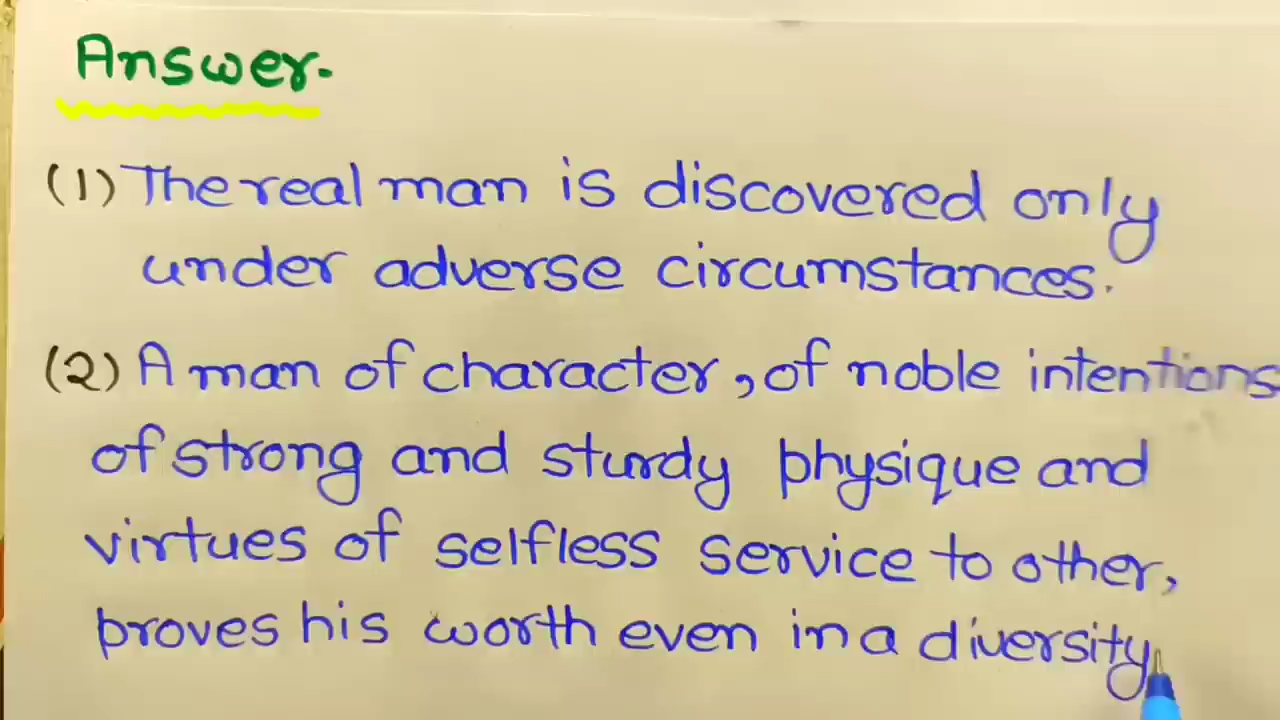 Answer.
(1) The real man is discovered only
under adverse circumstances.
(2) A man of character, of noble intentions
of strong and sturdy physique and
virtues of selfless service to other,
proves his worth even in a diversity